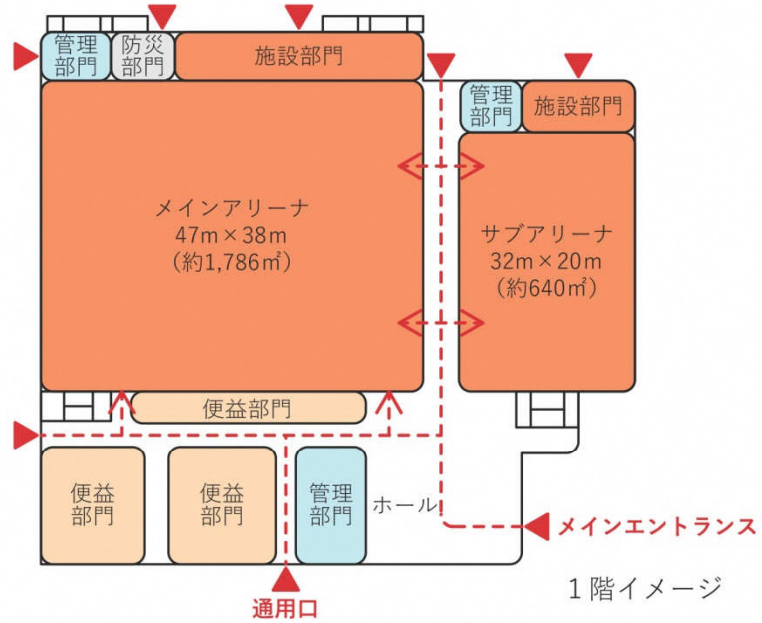 管理
部門
防災
部門
施設部門
管理
部門
施設部門
メインアリーナ
47m×38m
（約1,786㎡）
サブアリーナ
32m×20m
（約640㎡）
便益部門
便益
部門
便益
部門
管理
部門
ホール
メインエントランス
通用口
1階イメージ